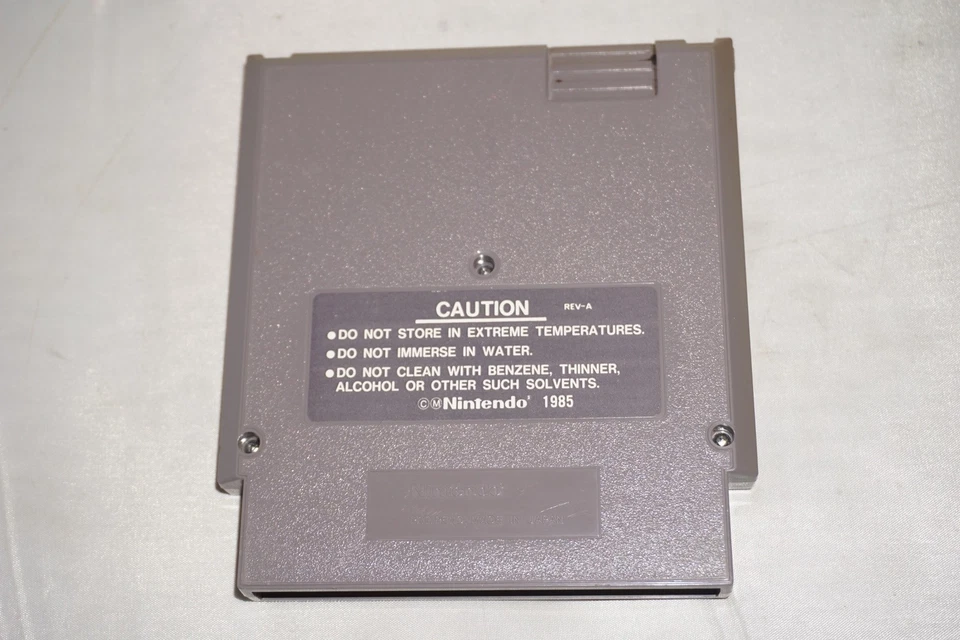 CAUTION REV-A
●DO NOT STORE IN EXTREME TEMPERATURES.
●DO NOT IMMERSE IN WATER.
●DO NOT CLEAN WITH BENZENE, THINNER,
ALCOHOL OR OTHER SUCH SOLVENTS.
©Ⓜ Nintendo® 1985